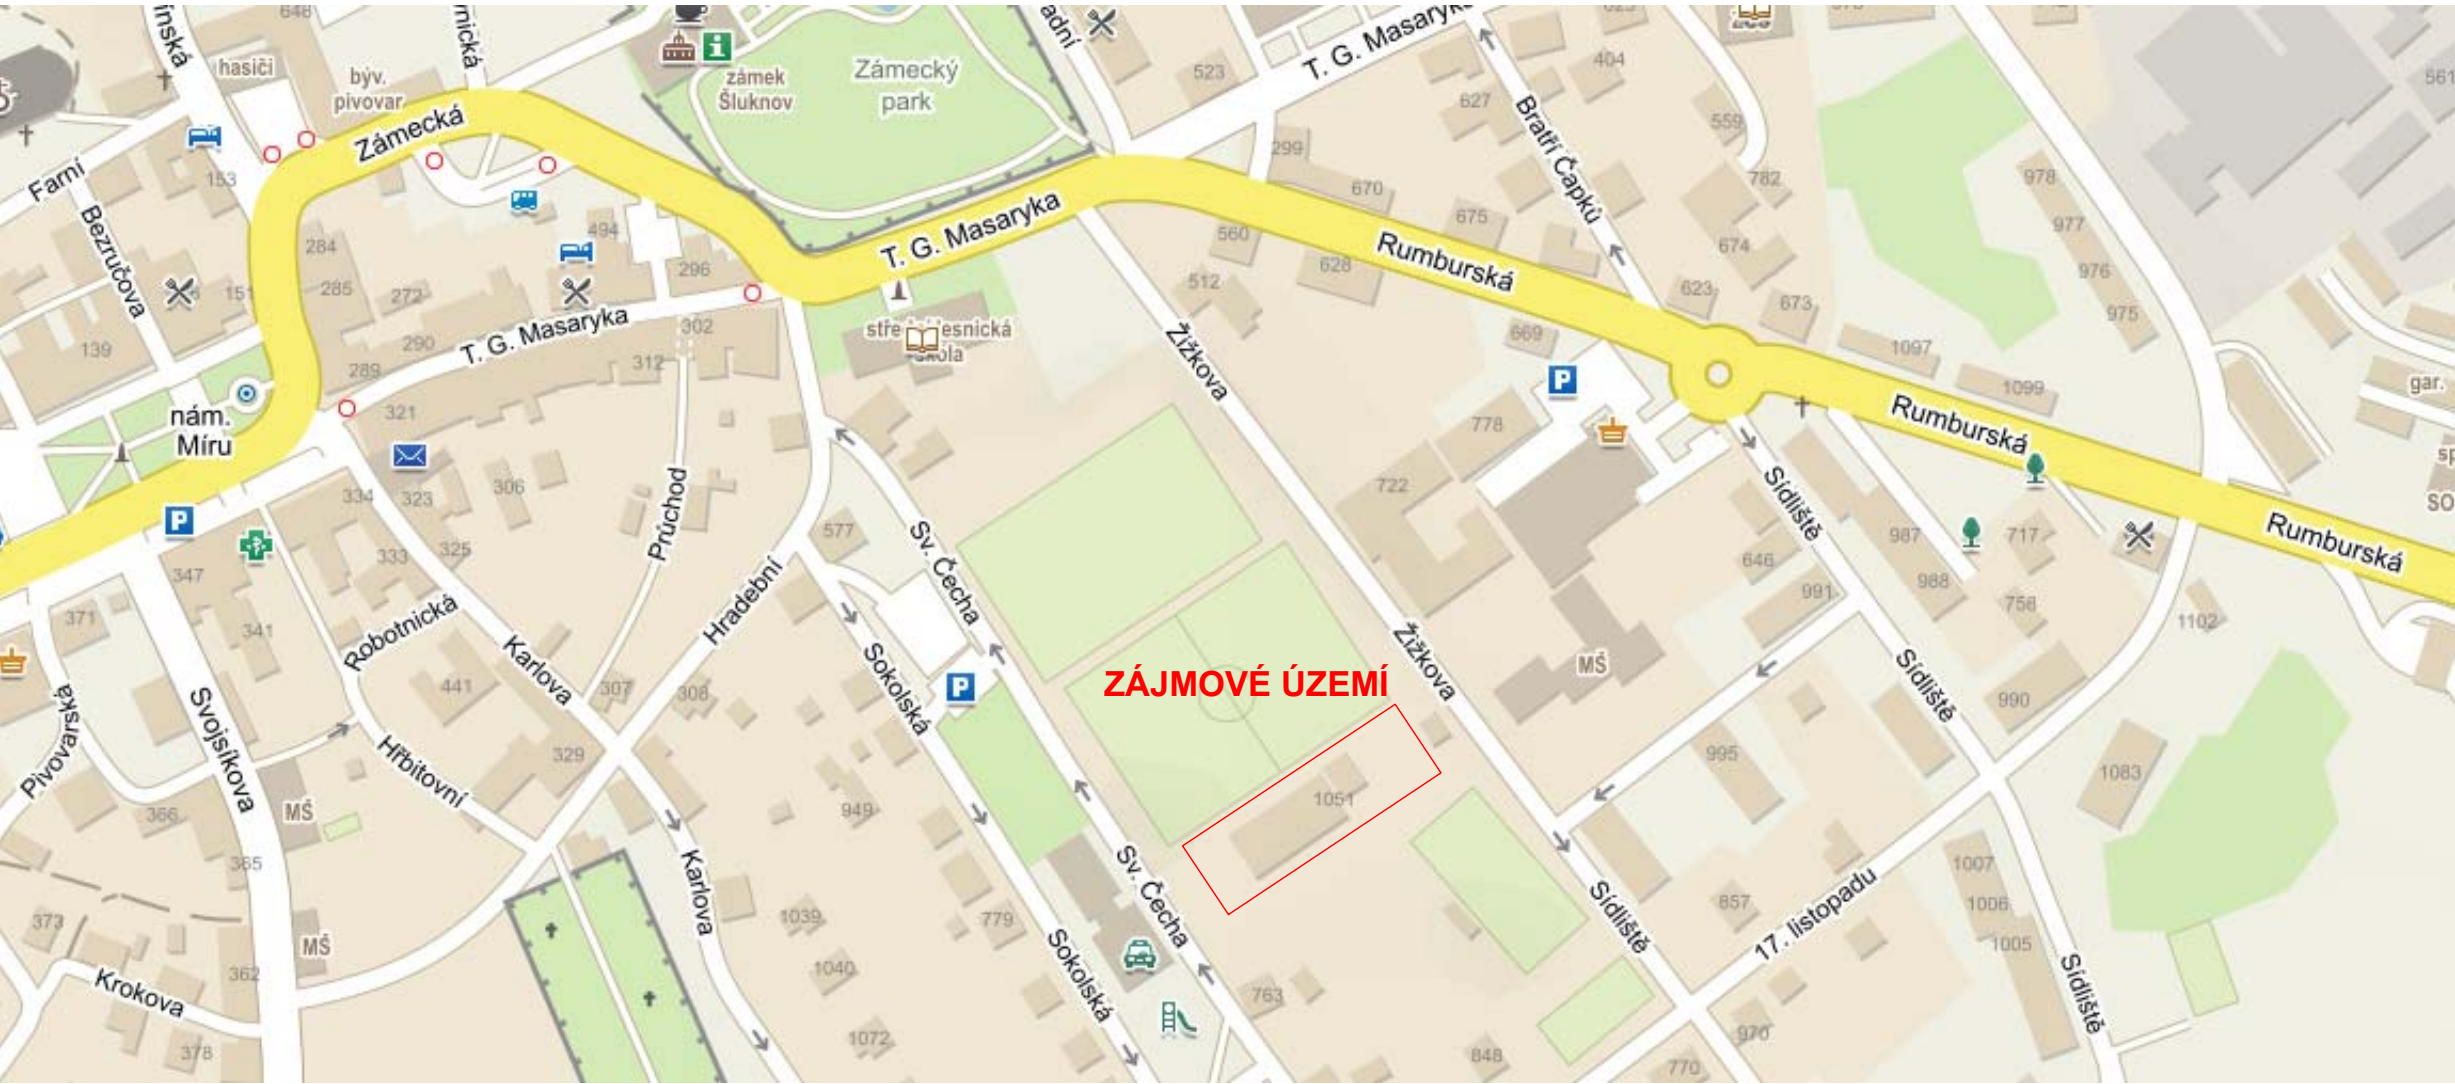 648
hasiči
býv.
pivovar
Zámecká
zámek
Šluknov
Zámecký
park
523
T. G. Masaryk
404
627
559
Bratří Čapků
299
670
782
978
977
976
975
561
153
Farní
Bezručova
284
285
272
494
296
T. G. Masaryka
560
628
675
674
Rumburská
623
673
512
151
139
290
289
T. G. Masaryka
302
312
lesnická
Žižkova
669
1097
1099
gar.
nám.
Míru
321
323
334
306
333
325
Průchod
577
Hradební
Sv. Čecha
778
722
Rumburská
Sídliště
987
988
717
758
Rumburská
347
371
341
Robotnická
441
Karlova
307
308
329
Sokolská
Žižkova
MŠ
646
991
1102
Sídliště
990
ZÁJMOVÉ ÚZEMÍ
Pivovarská
Svojsíkova
Hřbitovní
366
MŠ
365
949
1051
995
1083
373
MŠ
362
Krokova
378
Karlova
1039
1040
1072
779
Sokolská
Sv. Čecha
763
848
Sídliště
857
17. listopadu
1007
1006
1005
Sídliště
970
770